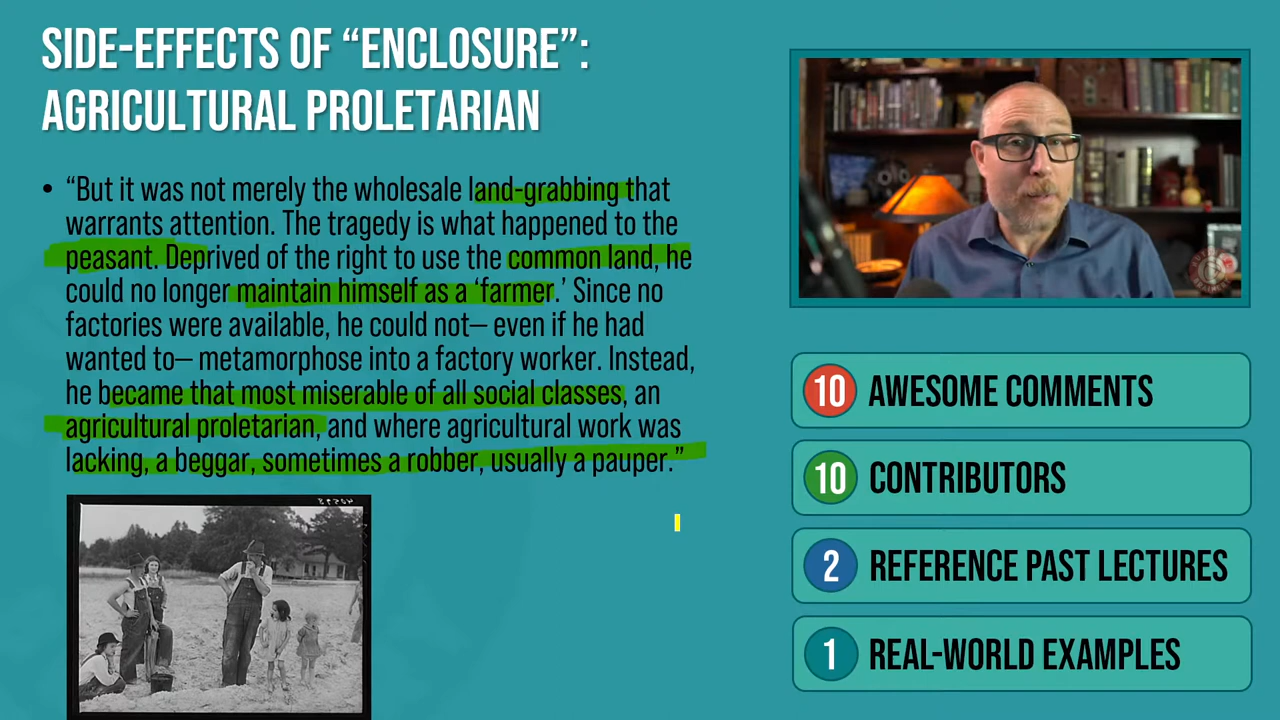 SIDE-EFFECTS OF “ENCLOSURE”:
AGRICULTURAL PROLETARIAN
• “But it was not merely the wholesale land-grabbing that
warrants attention. The tragedy is what happened to the
peasant. Deprived of the right to use the common land, he
could no longer maintain himself as a ‘farmer.’ Since no
factories were available, he could not— even if he had
wanted to— metamorphose into a factory worker. Instead,
he became that most miserable of all social classes, an
agricultural proletarian, and where agricultural work was
lacking, a beggar, sometimes a robber, usually a pauper.”
10 AWESOME COMMENTS
10 CONTRIBUTORS
2 REFERENCE PAST LECTURES
1 REAL-WORLD EXAMPLES